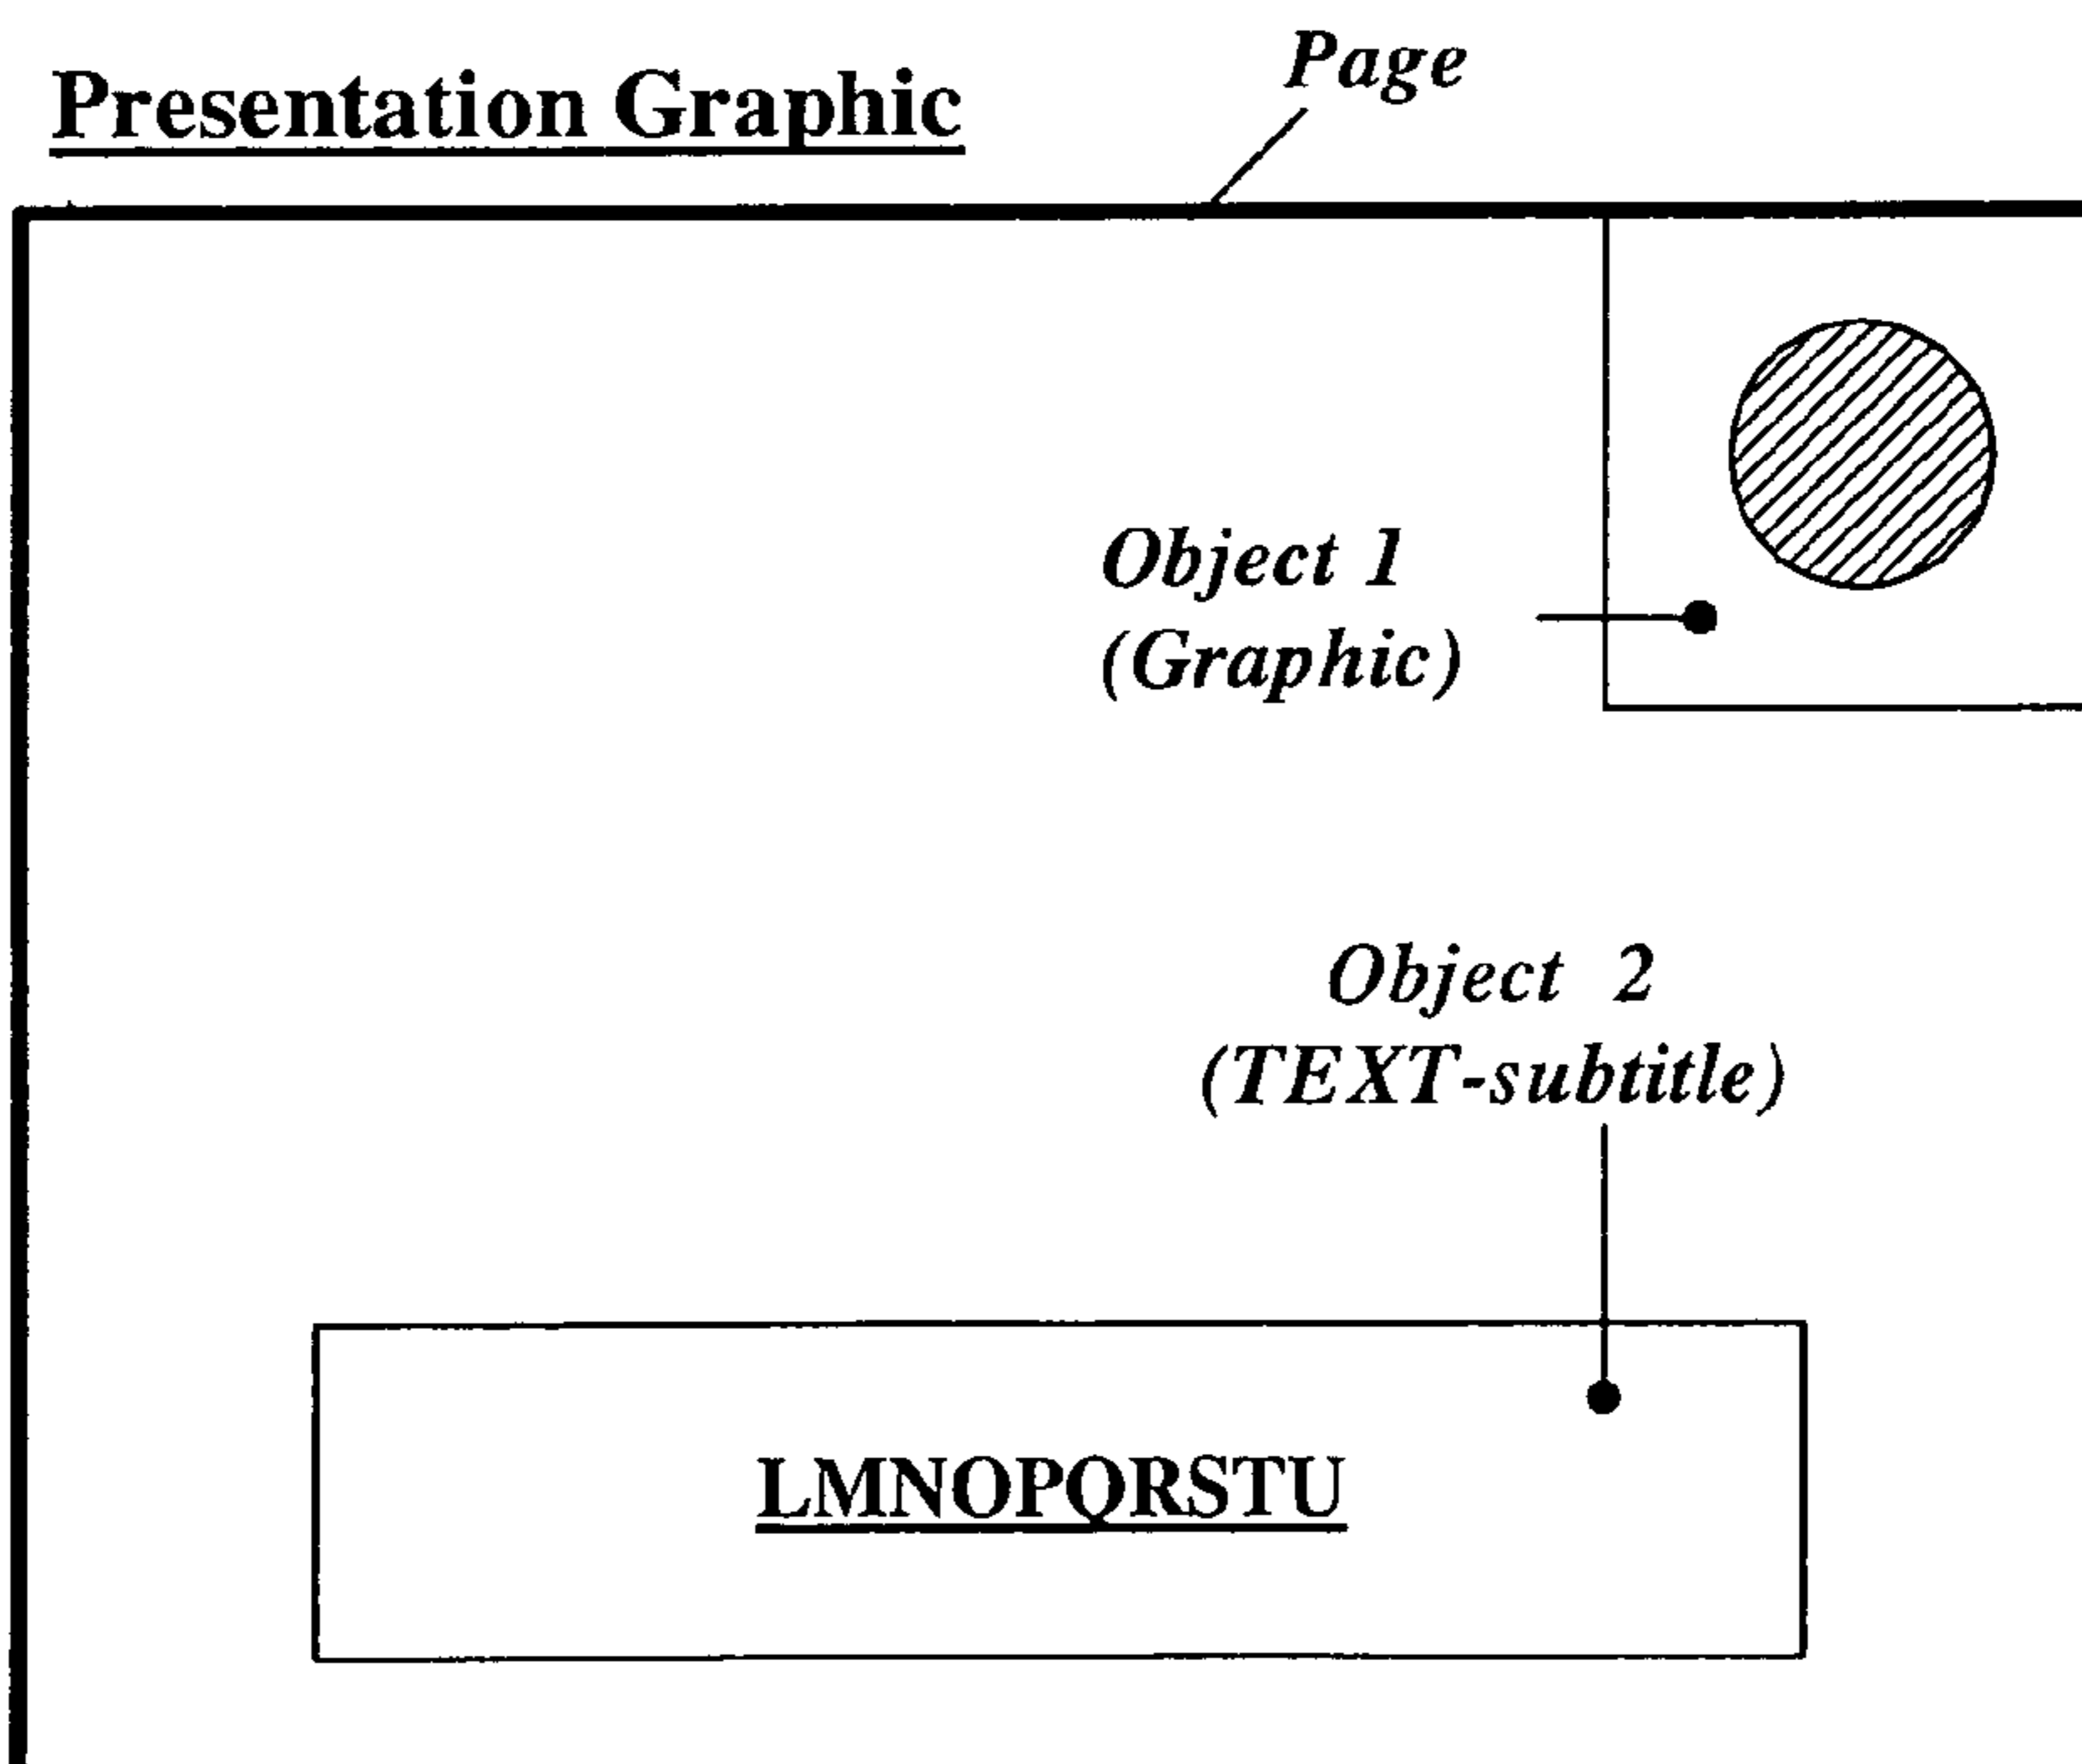 Presentation Graphic
Page
Object 1
(Graphic)
Object 2
(TEXT-subtitle)
LMNOPQRSTU